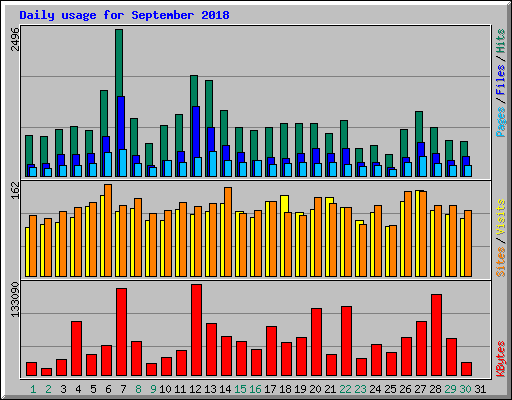 Daily usage for September 2018
2496
Pages / Files / Hits
162
Sites / Visits
133090
KBytes
1 2 3 4 5 6 7 8 9 10 11 12 13 14 15 16 17 18 19 20 21 22 23 24 25 26 27 28 29 30 31